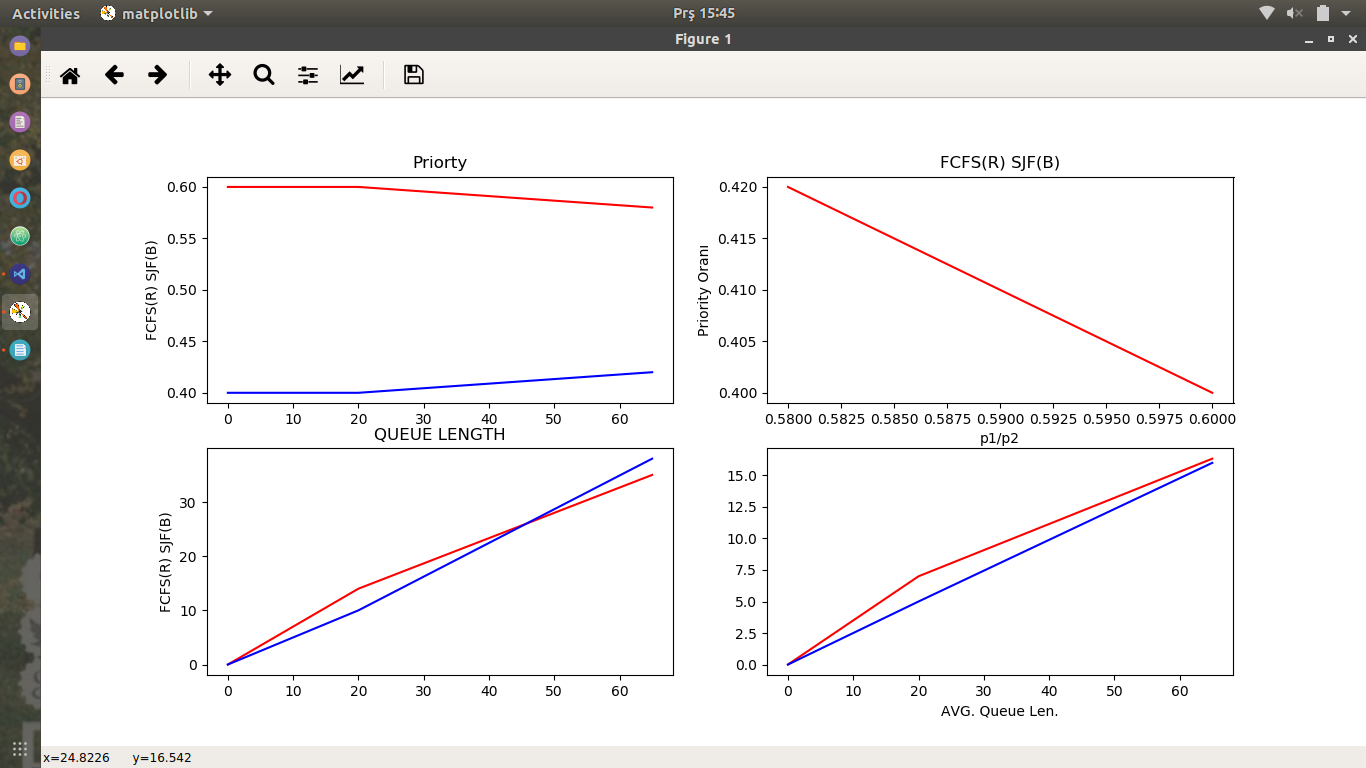 Activities
matplotlib
Prş 15:45
Figure 1
Priorty
FCFS(R) SJF(B)
0.60
0.55
0.50
0.45
0.40
0 10 20 30 40 50 60
FCFS(R) SJF(B)
Priority Oranı
0.420
0.415
0.410
0.405
0.400
0.5800 0.5825 0.5850 0.5875 0.5900 0.5925 0.5950 0.5975 0.6000
p1/p2
QUEUE LENGTH
FCFS(R) SJF(B)
30
20
10
0
0 10 20 30 40 50 60
15.0
12.5
10.0
7.5
5.0
2.5
0.0
0 10 20 30 40 50 60
AVG. Queue Len.
x=24.8226 y=16.542